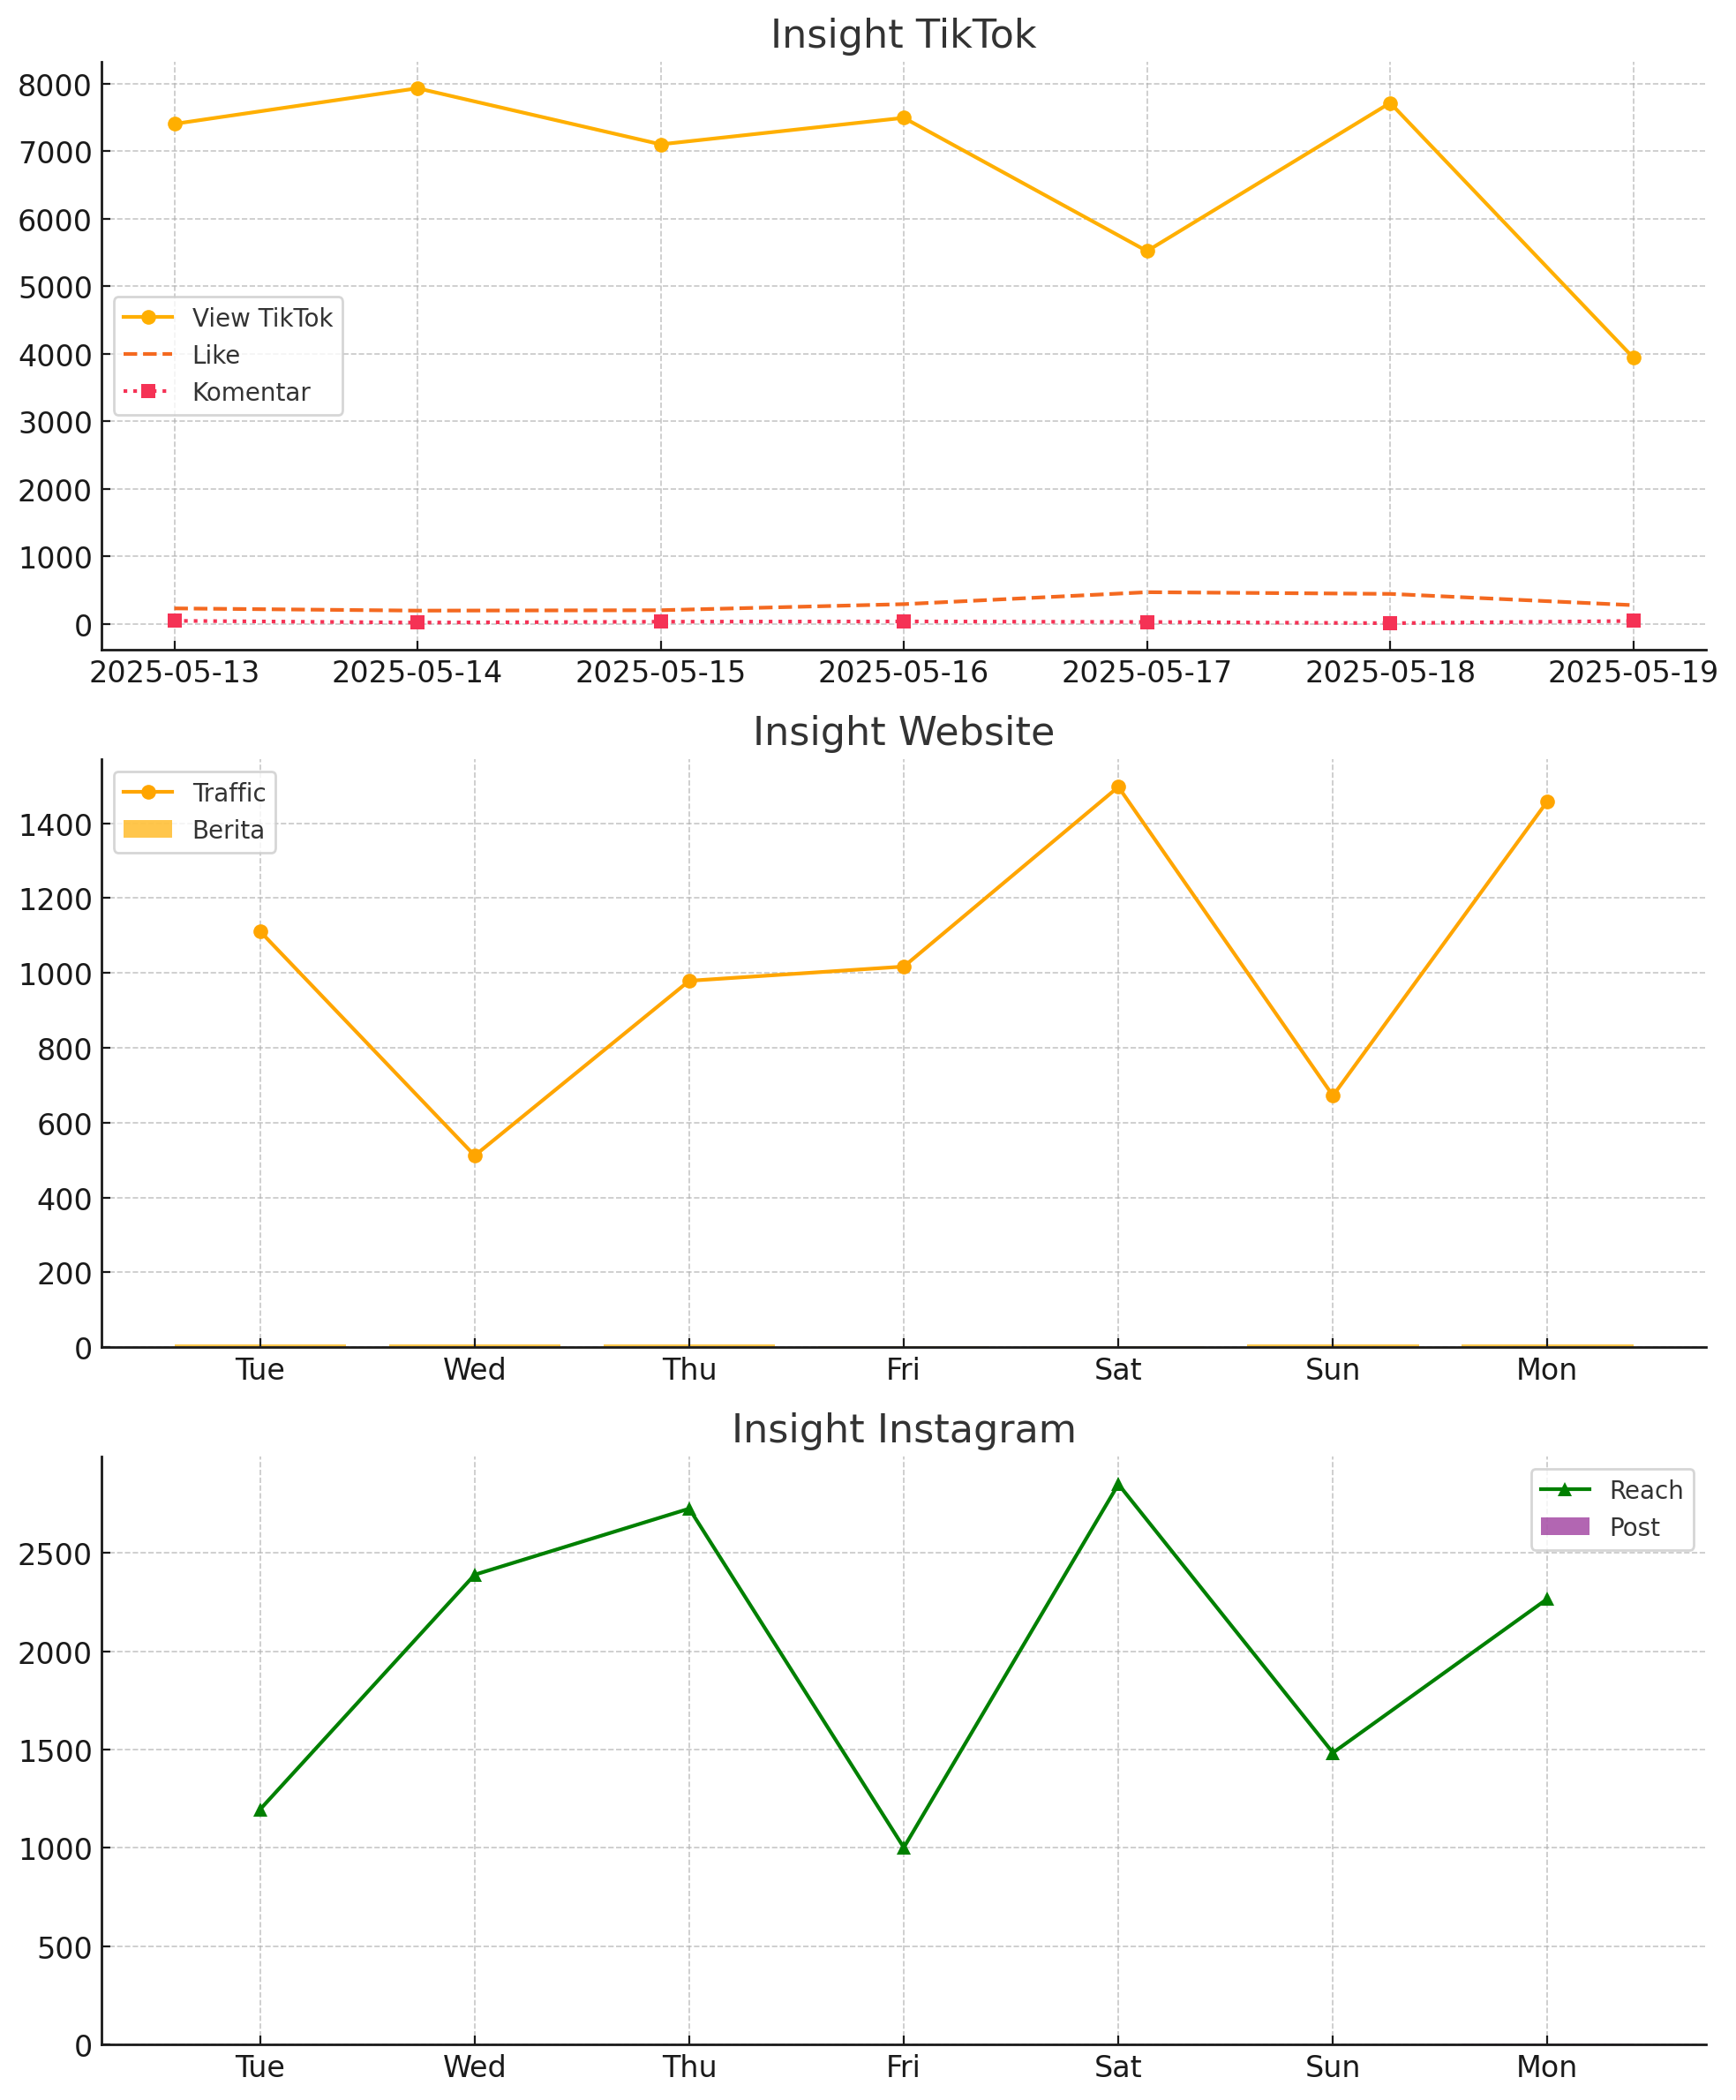 Insight TikTok
8000
7000
6000
5000
4000
3000
2000
1000
0
View TikTok
Like
Komentar
2025-05-13 2025-05-14 2025-05-15 2025-05-16 2025-05-17 2025-05-18 2025-05-19
Insight Website
Traffic
Berita
1400
1200
1000
800
600
400
200
0
Tue Wed Thu Fri Sat Sun Mon
Insight Instagram
Reach
Post
2500
2000
1500
1000
500
0
Tue Wed Thu Fri Sat Sun Mon